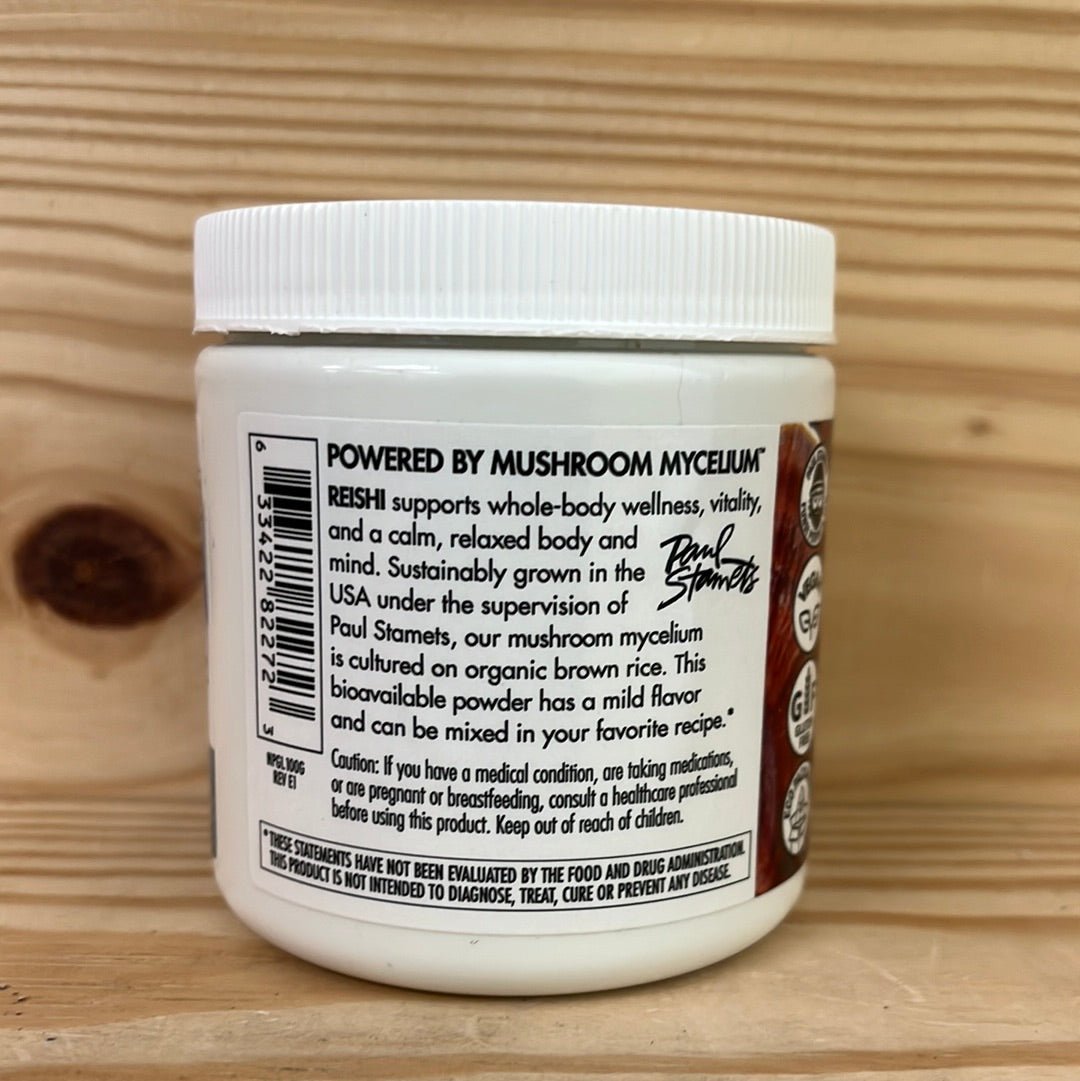 POWERED BY MUSHROOM MYCELIUM™
REISHI supports whole-body wellness, vitality,
and a calm, relaxed body and
mind. Sustainably grown in the
USA under the supervision of
Paul Stamets, our mushroom mycelium
is cultured on organic brown rice. This
bioavailable powder has a mild flavor
and can be mixed in your favorite recipe.*
Paul
Stamets
Caution: If you have a medical condition, are taking medications,
or are pregnant or breastfeeding, consult a healthcare professional
before using this product. Keep out of reach of children.
*THESE STATEMENTS HAVE NOT BEEN EVALUATED BY THE FOOD AND DRUG ADMINISTRATION.
THIS PRODUCT IS NOT INTENDED TO DIAGNOSE, TREAT, CURE OR PREVENT ANY DISEASE.
6 33422 82272 3
NPGL100G
REV E1